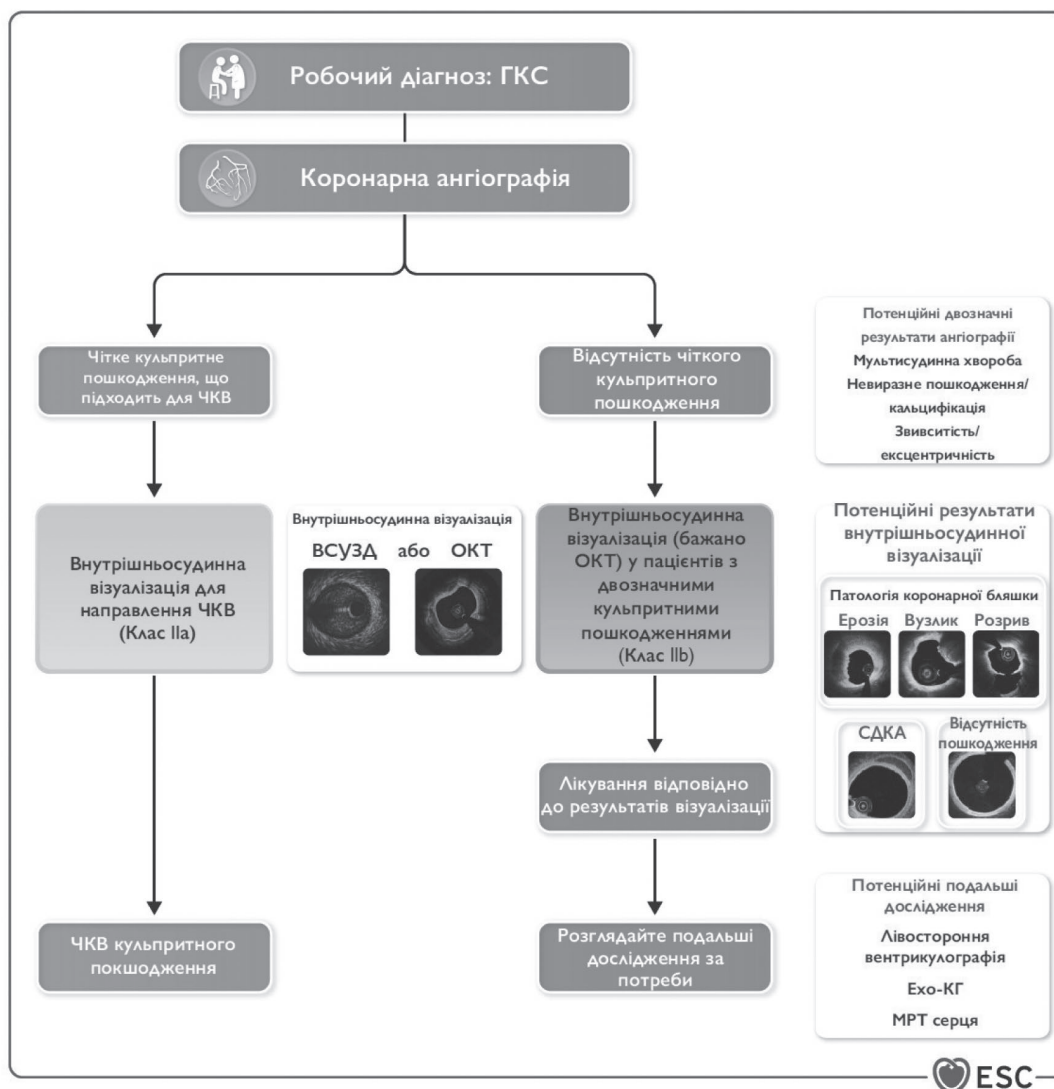 Робочий діагноз: ГКС
Коронарна ангіографія
Чітке кульпритне
пошкодження, що
підходить для ЧКВ
Відсутність чіткого
кульпритного
пошкодження
Потенційні двозначні
результати ангіографії
Мультисудинна хвороба
Невиразне пошкодження/
кальцифікація
Звивситість/
ексцентричність
Внутрішньосудинна
візуалізація для
направлення ЧКВ
(Клас IIa)
Внутрішньосудинна візуалізація
ВСУЗД або ОКТ
Внутрішньосудинна
візуалізація (бажано
ОКТ) у пацієнтів з
двозначними
кульпритними
пошкодженнями
(Клас IIb)
Потенційні результати
внутрішньосудинної
візуалізації
Патологія коронарної бляшки
Ерозія Вузлик Розрив
СДКА
Відсутність
пошкодження
Лікування відповідно
до результатів візуалізації
ЧКВ кульпритного
покшодження
Розглядайте подальші
дослідження за
потреби
Потенційні подальші
дослідження
Лівостороння
вентрикулографія
Ехо-КГ
МРТ серця
ESC